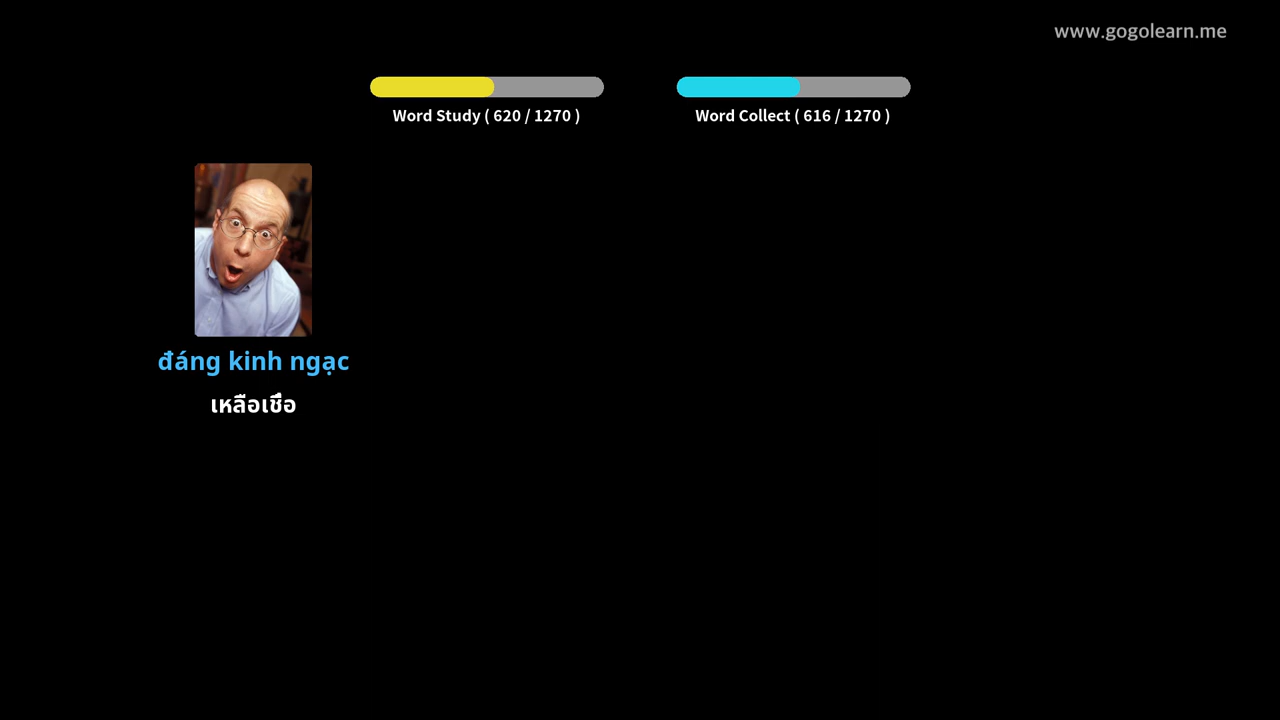 www.gogolearn.me
Word Study ( 620 / 1270 )
Word Collect ( 616 / 1270 )
đáng kinh ngạc
เหลือเชื่อ